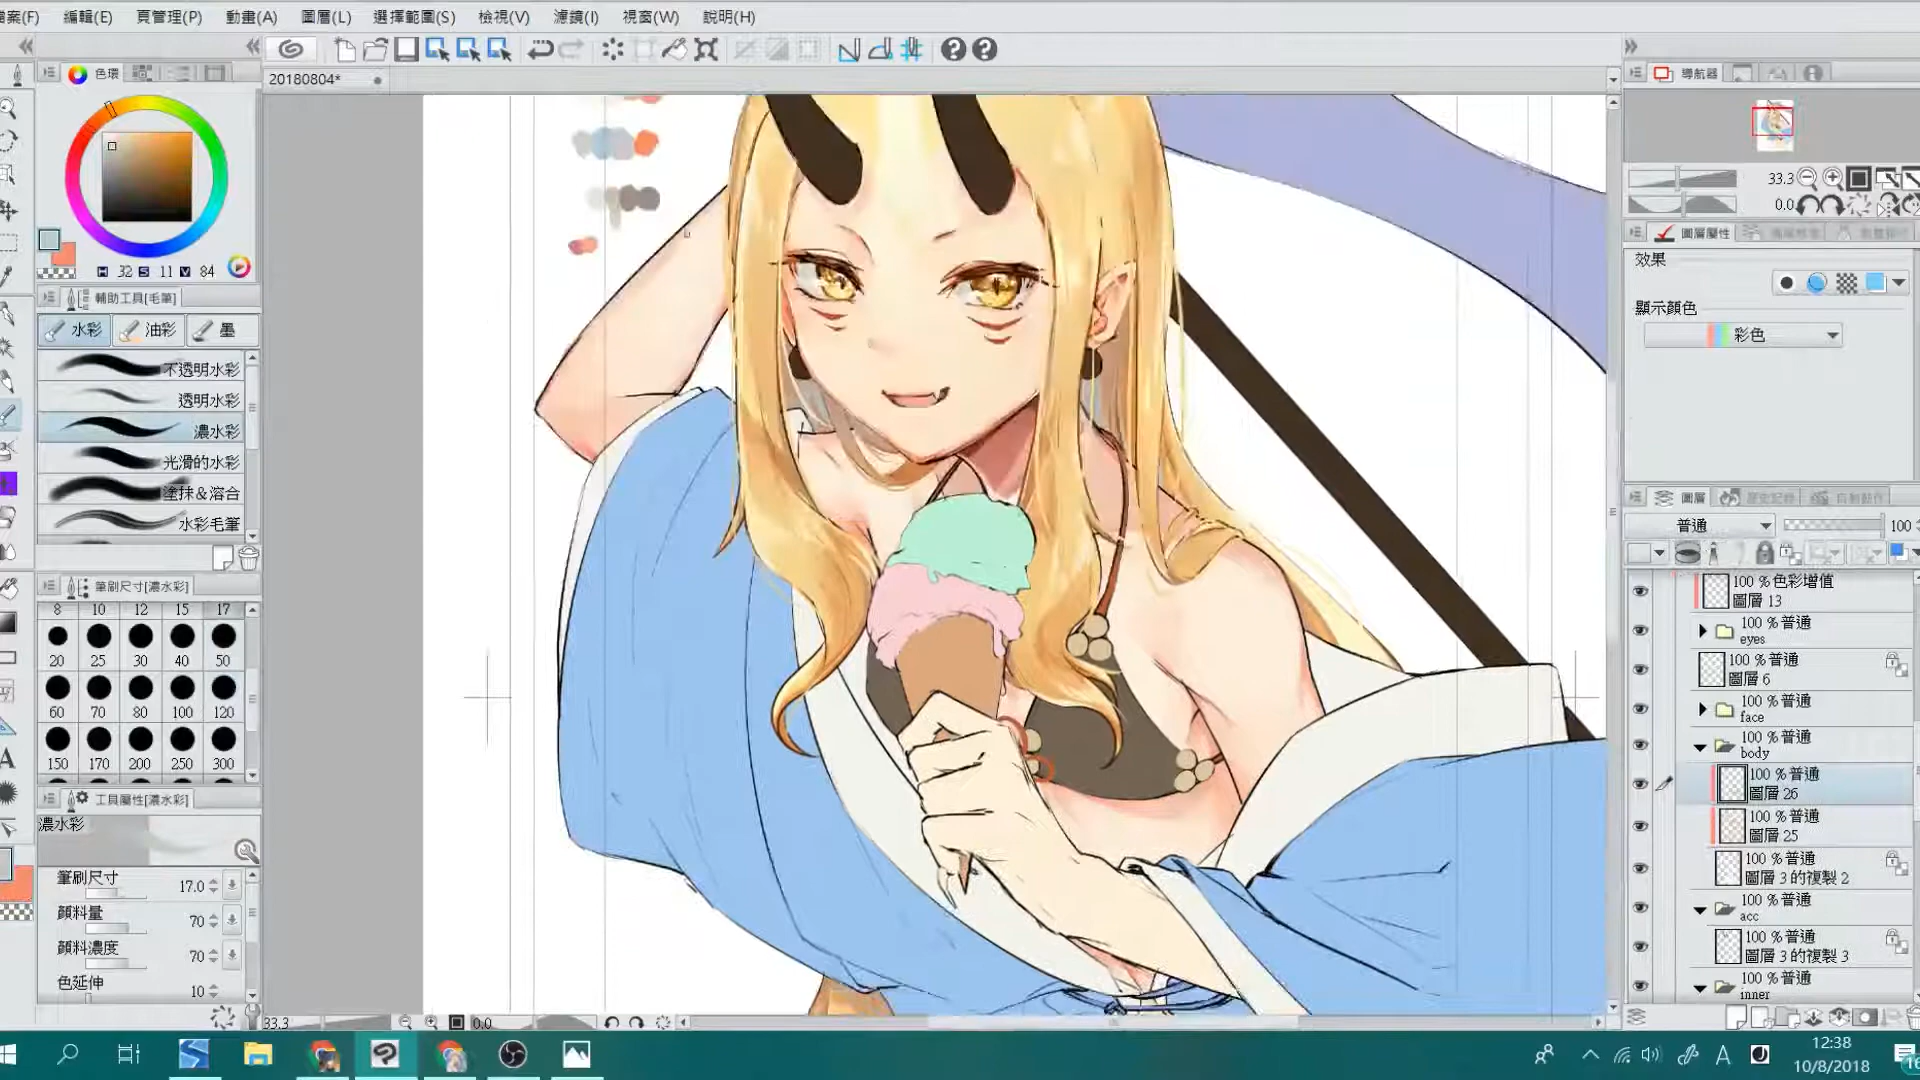 檔案(F) 編輯(E) 頁管理(P) 動畫(A) 圖層(L) 選擇範圍(S) 檢視(V) 濾鏡(I) 視窗(W) 說明(H)
色環
20180804*
導航器
33.3
0.0
圖層屬性
效果
顯示顏色
彩色
H 32 S 11 V 84
輔助工具[毛筆]
水彩 油彩 墨
不透明水彩
透明水彩
濃水彩
光滑的水彩
塗抹&溶合
水彩毛筆
筆刷尺寸[濃水彩]
8 10 12 15 17
20 25 30 40 50
60 70 80 100 120
150 170 200 250 300
工具屬性[濃水彩]
濃水彩
筆刷尺寸 17.0
顏料量 70
顏料濃度 70
色延伸 10
圖層 歷史記錄 自動動作
普通 100
100 %色彩增值
圖層 13
100 %普通
eyes
100 %普通
圖層 6
100 %普通
face
100 %普通
body
100 %普通
圖層 26
100 %普通
圖層 25
100 %普通
圖層 3 的複製 2
100 %普通
acc
100 %普通
圖層 3 的複製 3
100 %普通
inner
33.3 0.0
A
12:38
10/8/2018
16